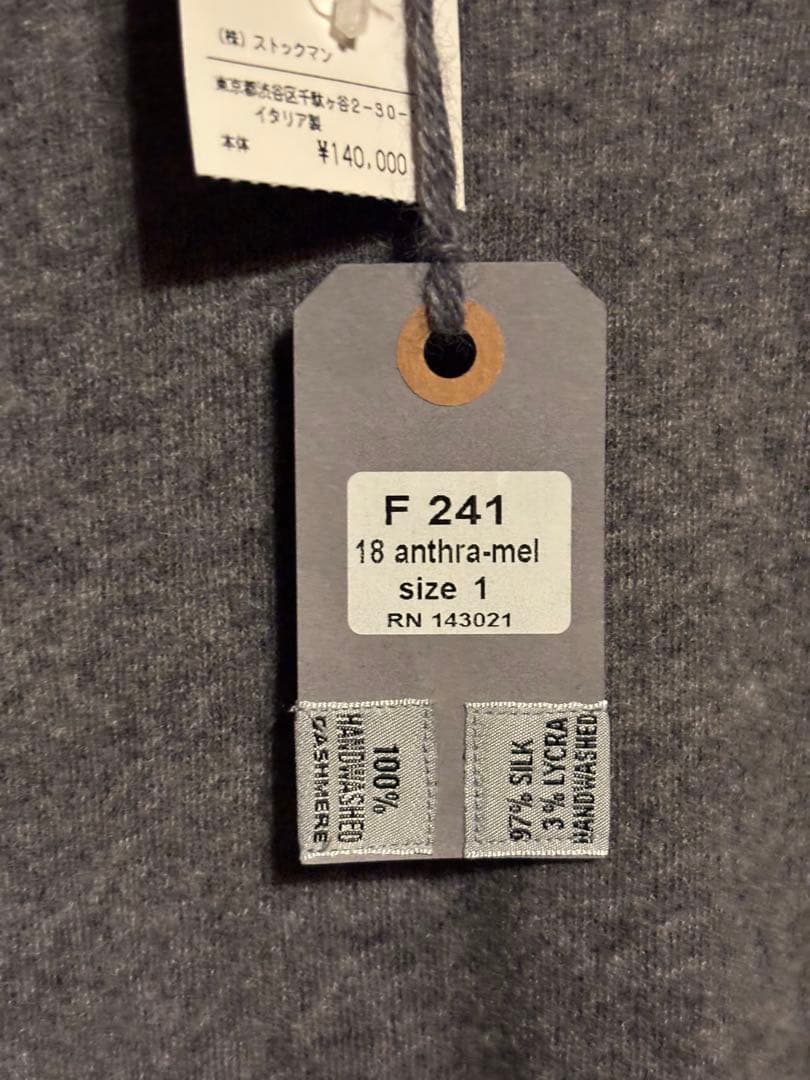 (株) ストックマン
東京都渋谷区千駄ヶ谷2-30-
イタリア製
本体 ¥140,000
F 241
18 anthra-mel
size 1
RN 143021
100%
HANDWASHED
CASHMERE
97% SILK
3% LYCRA
HANDWASHED